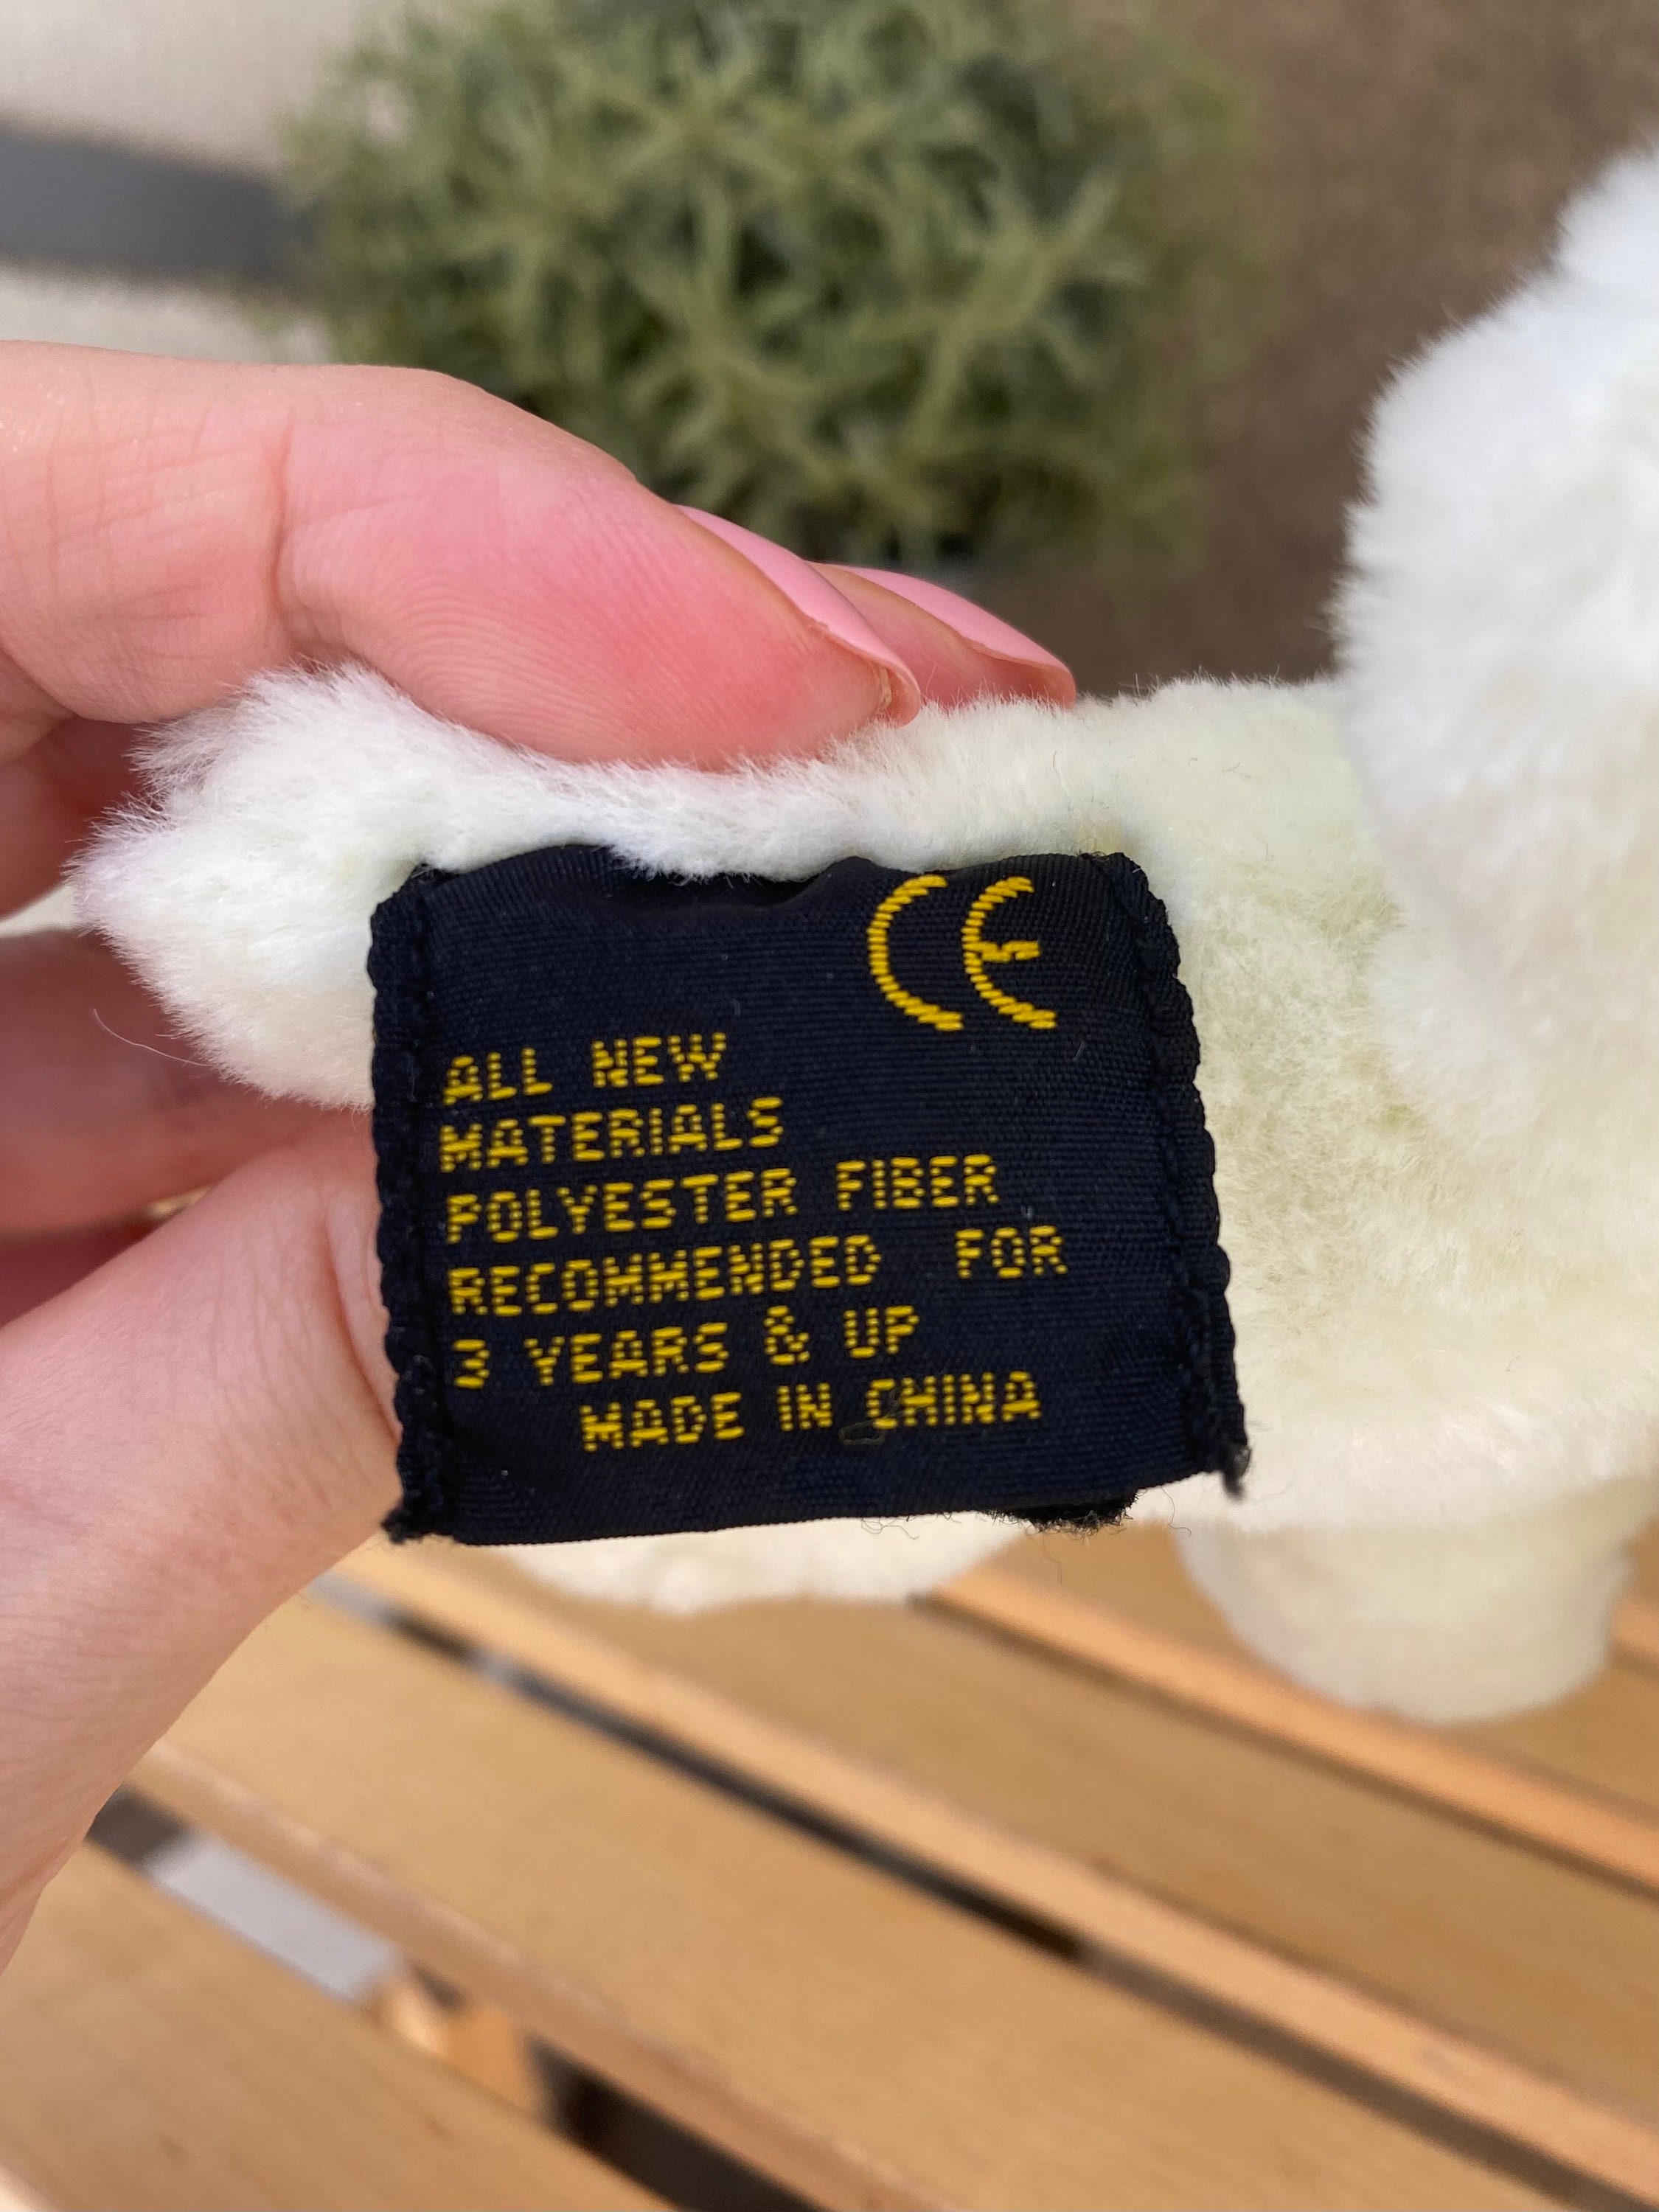 CE
ALL NEW
MATERIALS
POLYESTER FIBER
RECOMMENDED FOR
3 YEARS & UP
MADE IN CHINA